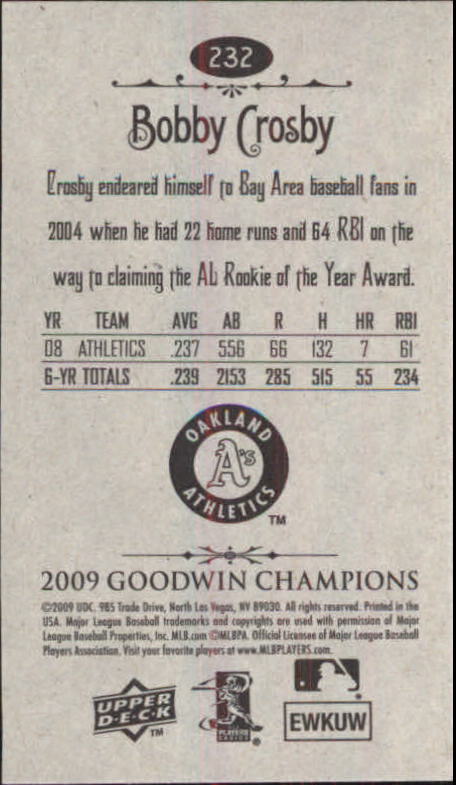 232
Bobby Crosby
Crosby endeared himself to Bay Area baseball fans in
2004 when he had 22 home runs and 64 RBI on the
way to claiming the AL Rookie of the Year Award.
YR TEAM AVG AB R H HR RBI
08 ATHLETICS .237 556 66 132 7 61
6-YR TOTALS .239 2153 285 515 55 234
OAKLAND
A's
ATHLETICS
TM
2009 GOODWIN CHAMPIONS
©2009 UDC. 985 Trade Drive, North Las Vegas, NV 89030. All rights reserved. Printed in the
USA. Major League Baseball trademarks and copyrights are used with permission of Major
League Baseball Properties, Inc. MLB.com ©MLBPA. Official Licensee of Major League Baseball
Players Association. Visit your favorite players at www.MLBPLAYERS.com.
UPPER
D·E·C·K
TM
PLAYERS
CHOICE
®
EWKUW